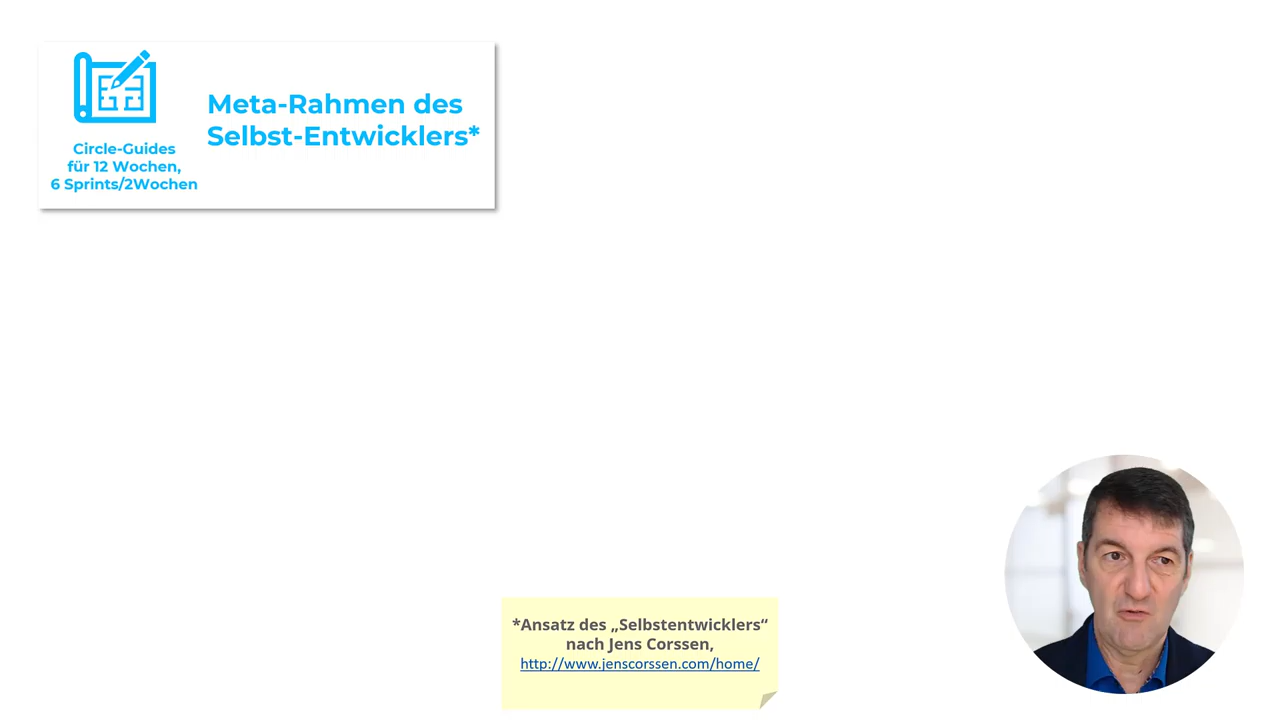 Meta-Rahmen des
Selbst-Entwicklers*
Circle-Guides
für 12 Wochen,
6 Sprints/2Wochen
*Ansatz des „Selbstentwicklers“
nach Jens Corssen,
http://www.jenscorssen.com/home/